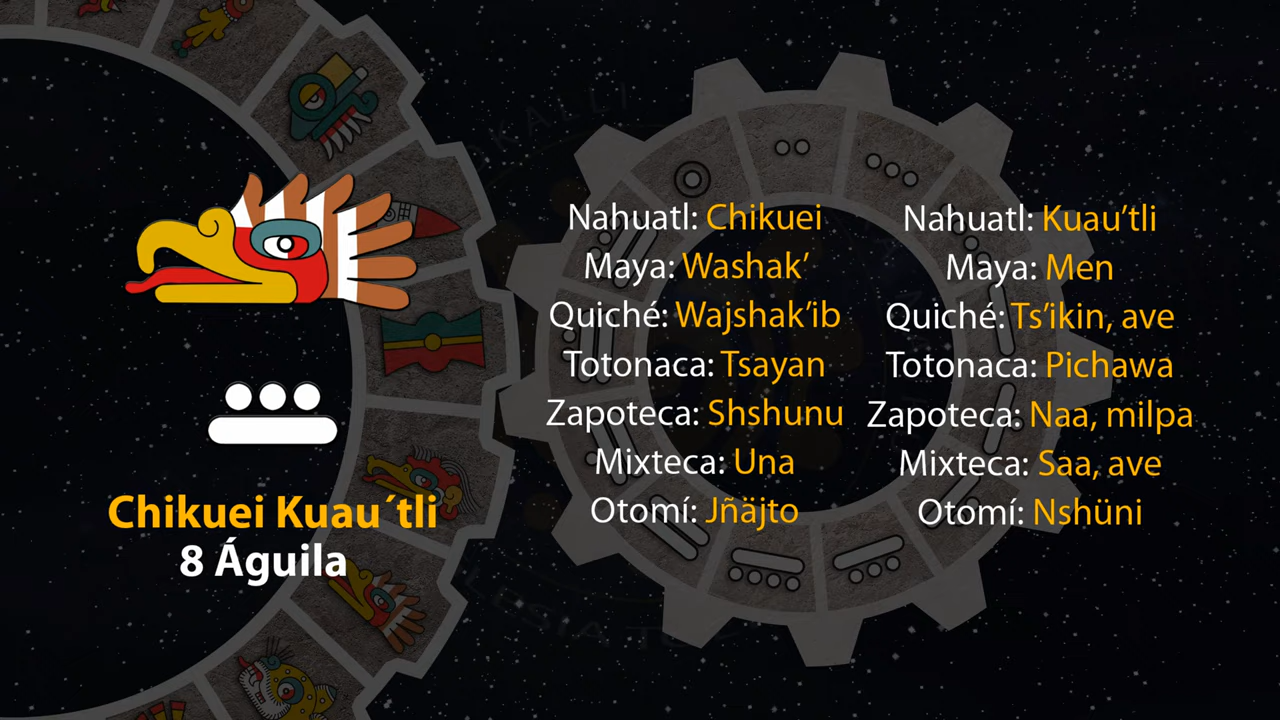 Chikuei Kuau´tli
8 Águila
Nahuatl: Chikuei
Maya: Washak’
Quiché: Wajshak’ib
Totonaca: Tsayan
Zapoteca: Shshunu
Mixteca: Una
Otomí: Jñäjto
Nahuatl: Kuau’tli
Maya: Men
Quiché: Ts’ikin, ave
Totonaca: Pichawa
Zapoteca: Naa, milpa
Mixteca: Saa, ave
Otomí: Nshüni